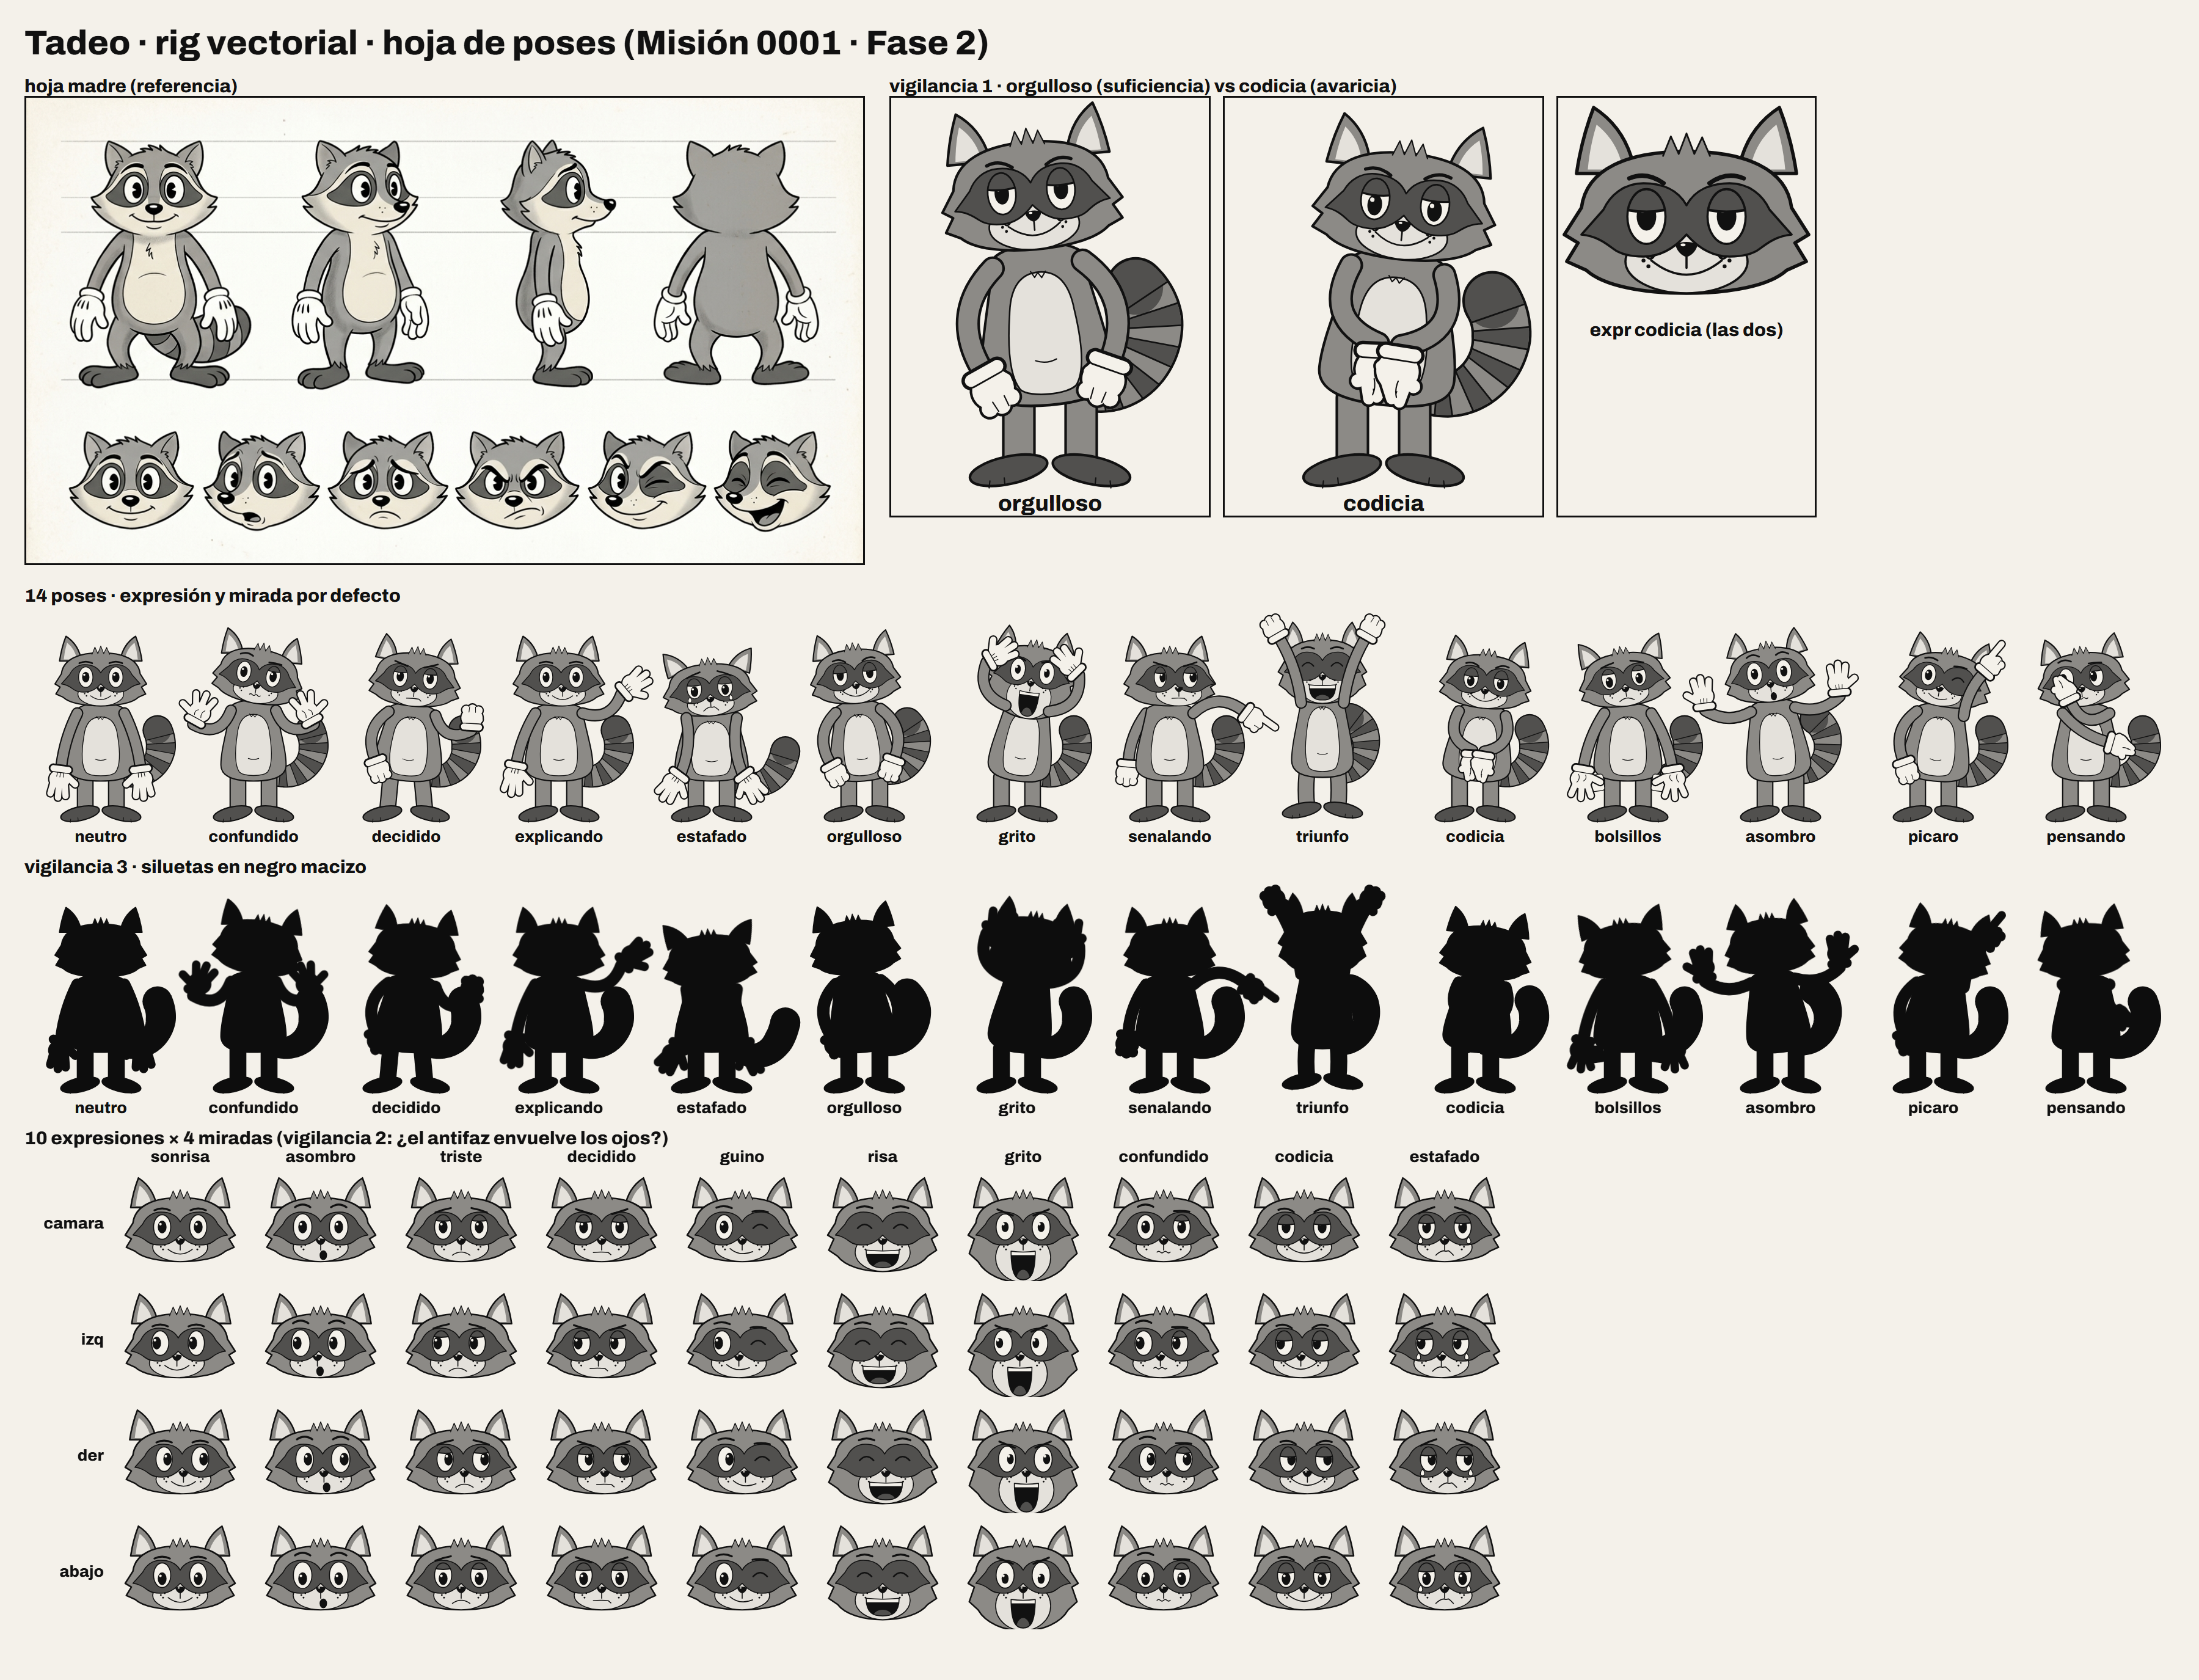 Tadeo · rig vectorial · hoja de poses (Misión 0001 · Fase 2)
hoja madre (referencia)
vigilancia 1 · orgulloso (suficiencia) vs codicia (avaricia)
expr codicia (las dos)
orgulloso
codicia
14 poses · expresión y mirada por defecto
neutro confundido decidido explicando estafado orgulloso grito senalando triunfo codicia bolsillos asombro picaro pensando
vigilancia 3 · siluetas en negro macizo
neutro confundido decidido explicando estafado orgulloso grito senalando triunfo codicia bolsillos asombro picaro pensando
10 expresiones × 4 miradas (vigilancia 2: ¿el antifaz envuelve los ojos?)
sonrisa asombro triste decidido guino risa grito confundido codicia estafado
camara
izq
der
abajo